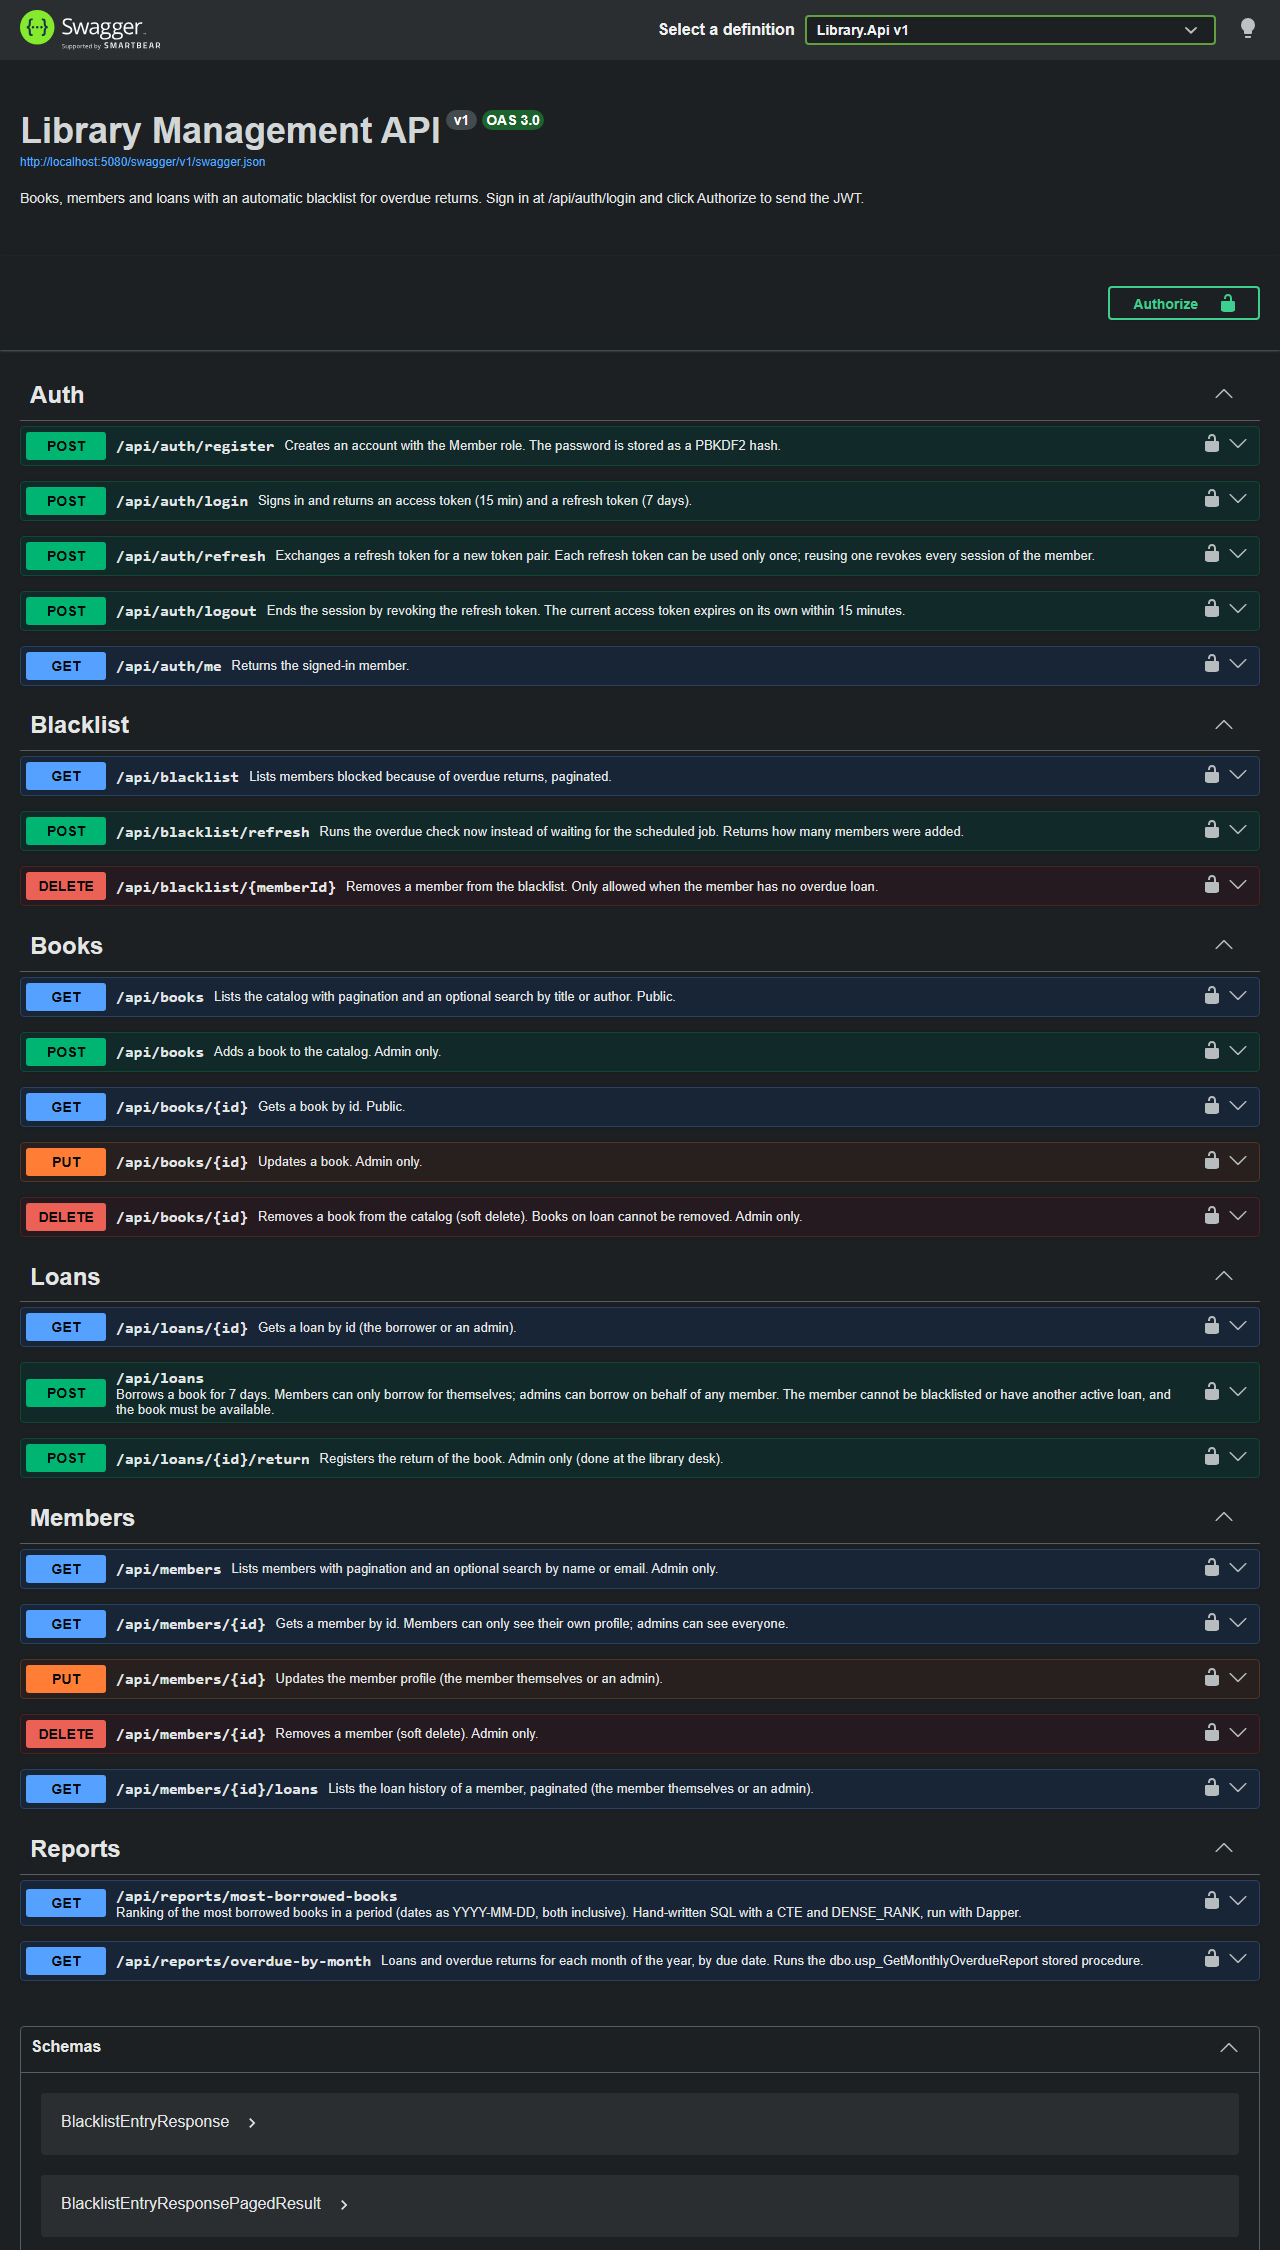 Swagger
Supported by SMARTBEAR
Select a definition
Library.Api v1
Library Management API v1 OAS 3.0
http://localhost:5080/swagger/v1/swagger.json
Books, members and loans with an automatic blacklist for overdue returns. Sign in at /api/auth/login and click Authorize to send the JWT.
Authorize
Auth
POST /api/auth/register Creates an account with the Member role. The password is stored as a PBKDF2 hash.
POST /api/auth/login Signs in and returns an access token (15 min) and a refresh token (7 days).
POST /api/auth/refresh Exchanges a refresh token for a new token pair. Each refresh token can be used only once; reusing one revokes every session of the member.
POST /api/auth/logout Ends the session by revoking the refresh token. The current access token expires on its own within 15 minutes.
GET /api/auth/me Returns the signed-in member.
Blacklist
GET /api/blacklist Lists members blocked because of overdue returns, paginated.
POST /api/blacklist/refresh Runs the overdue check now instead of waiting for the scheduled job. Returns how many members were added.
DELETE /api/blacklist/{memberId} Removes a member from the blacklist. Only allowed when the member has no overdue loan.
Books
GET /api/books Lists the catalog with pagination and an optional search by title or author. Public.
POST /api/books Adds a book to the catalog. Admin only.
GET /api/books/{id} Gets a book by id. Public.
PUT /api/books/{id} Updates a book. Admin only.
DELETE /api/books/{id} Removes a book from the catalog (soft delete). Books on loan cannot be removed. Admin only.
Loans
GET /api/loans/{id} Gets a loan by id (the borrower or an admin).
POST /api/loans
Borrows a book for 7 days. Members can only borrow for themselves; admins can borrow on behalf of any member. The member cannot be blacklisted or have another active loan, and
the book must be available.
POST /api/loans/{id}/return Registers the return of the book. Admin only (done at the library desk).
Members
GET /api/members Lists members with pagination and an optional search by name or email. Admin only.
GET /api/members/{id} Gets a member by id. Members can only see their own profile; admins can see everyone.
PUT /api/members/{id} Updates the member profile (the member themselves or an admin).
DELETE /api/members/{id} Removes a member (soft delete). Admin only.
GET /api/members/{id}/loans Lists the loan history of a member, paginated (the member themselves or an admin).
Reports
GET /api/reports/most-borrowed-books
Ranking of the most borrowed books in a period (dates as YYYY-MM-DD, both inclusive). Hand-written SQL with a CTE and DENSE_RANK, run with Dapper.
GET /api/reports/overdue-by-month Loans and overdue returns for each month of the year, by due date. Runs the dbo.usp_GetMonthlyOverdueReport stored procedure.
Schemas
BlacklistEntryResponse
BlacklistEntryResponsePagedResult